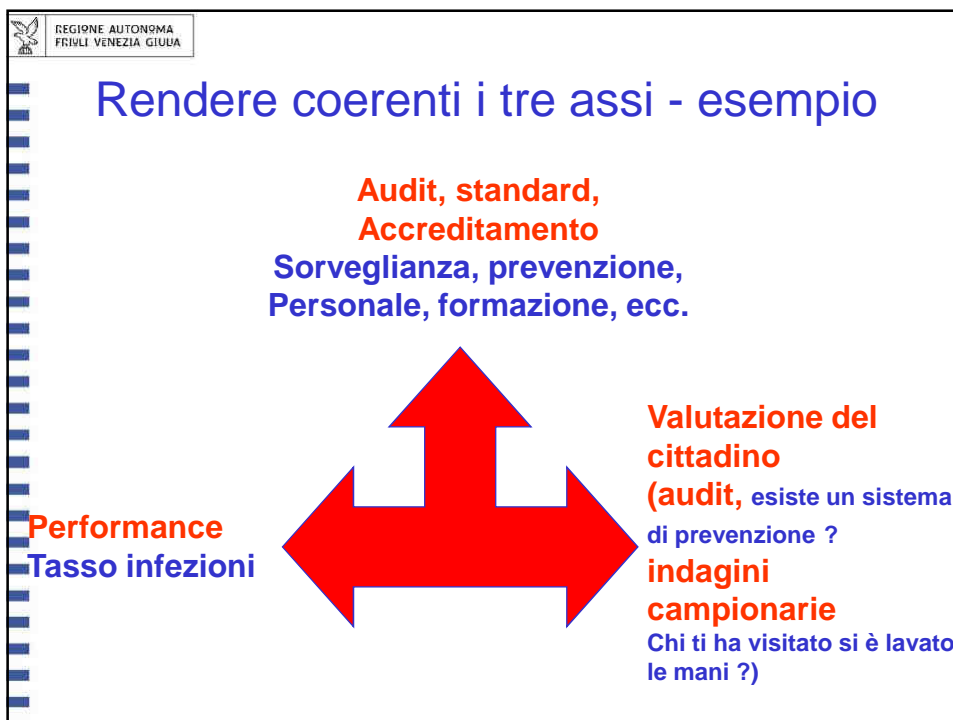 REGIONE AUTONOMA
FRIULI VENEZIA GIULIA
Rendere coerenti i tre assi - esempio
Audit, standard,
Accreditamento
Sorveglianza, prevenzione,
Personale, formazione, ecc.
Performance
Tasso infezioni
Valutazione del
cittadino
(audit, esiste un sistema
di prevenzione ?
indagini
campionarie
Chi ti ha visitato si è lavato
le mani ?)